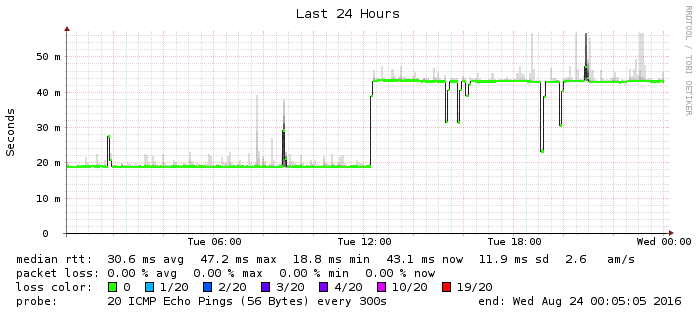 Last 24 Hours
RRDTOOL / TOBI OETIKER
Seconds
50 m
40 m
30 m
20 m
10 m
0
Tue 06:00 Tue 12:00 Tue 18:00 Wed 00:00
median rtt: 30.6 ms avg 47.2 ms max 18.8 ms min 43.1 ms now 11.9 ms sd 2.6 am/s
packet loss: 0.00 % avg 0.00 % max 0.00 % min 0.00 % now
loss color: 0 1/20 2/20 3/20 4/20 10/20 19/20
probe: 20 ICMP Echo Pings (56 Bytes) every 300s end: Wed Aug 24 00:05:05 2016